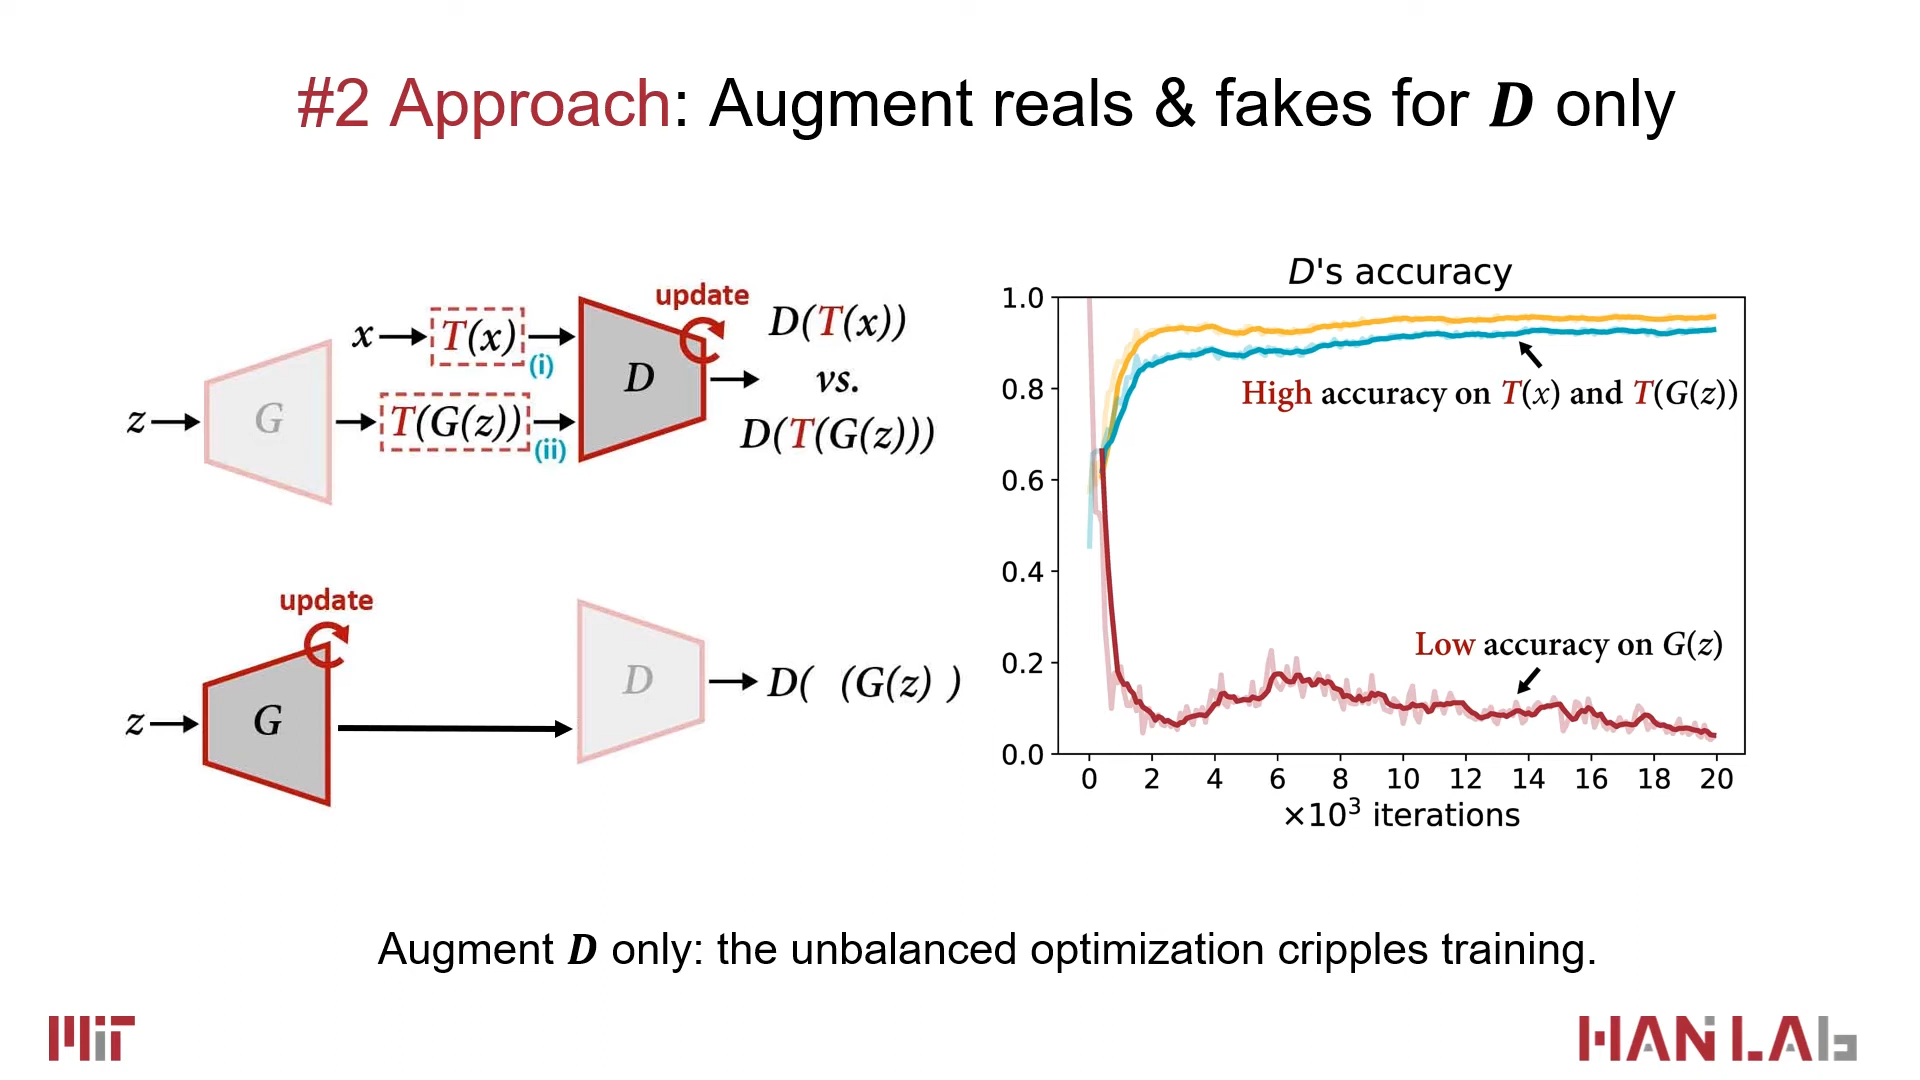 #2 Approach: Augment reals & fakes for D only
update
x
T(x)
(i)
z
G
T(G(z))
(ii)
D
D(T(x))
vs.
D(T(G(z)))
update
z
G
D
D( (G(z) )
D's accuracy
1.0
0.8
0.6
0.4
0.2
0.0
High accuracy on T(x) and T(G(z))
Low accuracy on G(z)
0 2 4 6 8 10 12 14 16 18 20
×10³ iterations
Augment D only: the unbalanced optimization cripples training.
MiT
HAN LAb